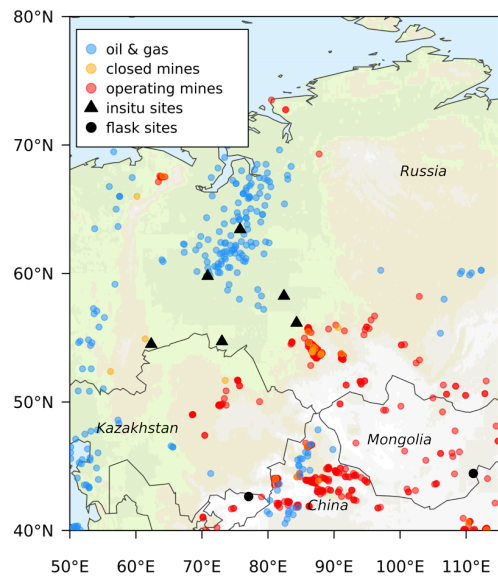 80°N
oil & gas
closed mines
operating mines
insitu sites
flask sites
70°N
Russia
60°N
50°N
Kazakhstan
Mongolia
China
40°N
50°E 60°E 70°E 80°E 90°E 100°E 110°E